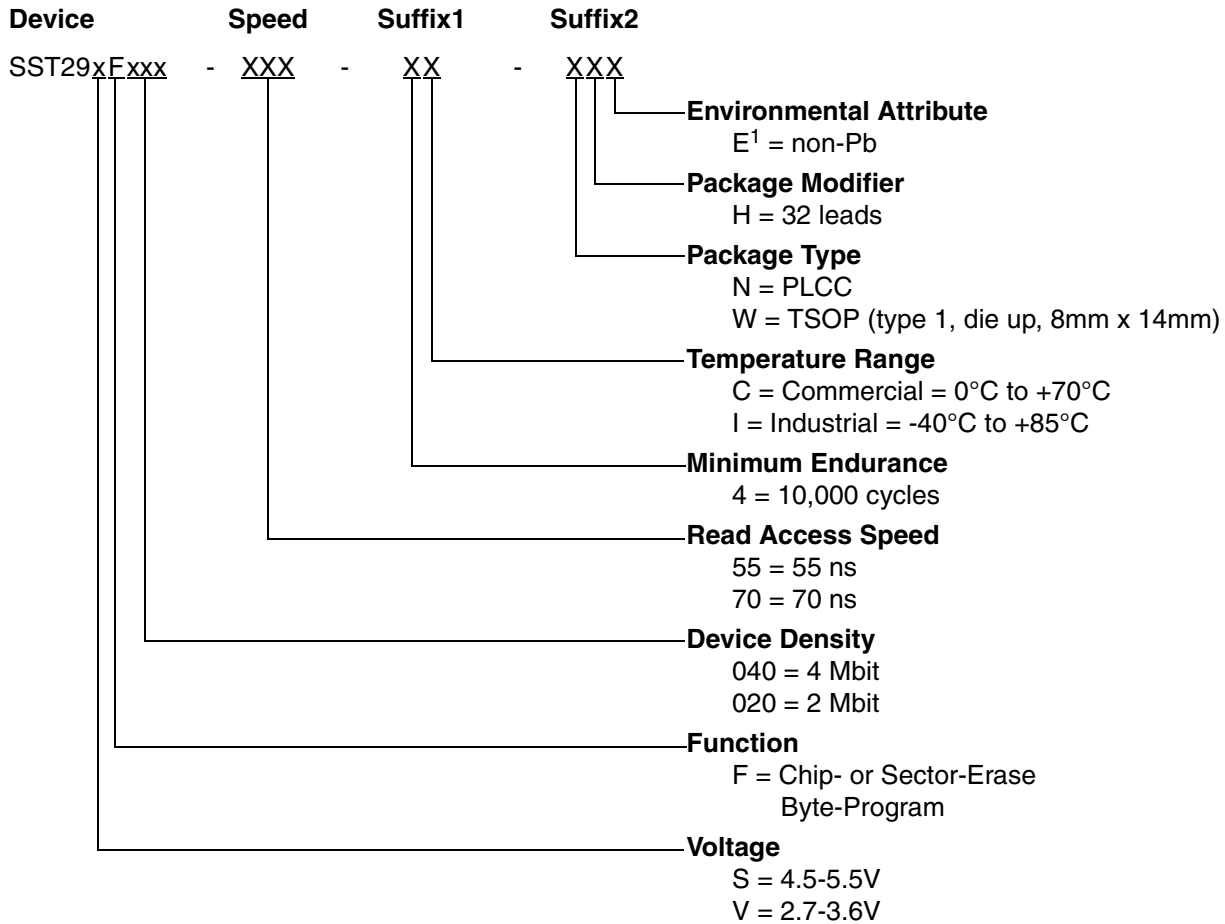 Device Speed Suffix1 Suffix2
SST29xFxxx - XXX - XX - XXX
Environmental Attribute
E1 = non-Pb
Package Modifier
H = 32 leads
Package Type
N = PLCC
W = TSOP (type 1, die up, 8mm x 14mm)
Temperature Range
C = Commercial = 0°C to +70°C
I = Industrial = -40°C to +85°C
Minimum Endurance
4 = 10,000 cycles
Read Access Speed
55 = 55 ns
70 = 70 ns
Device Density
040 = 4 Mbit
020 = 2 Mbit
Function
F = Chip- or Sector-Erase
Byte-Program
Voltage
S = 4.5-5.5V
V = 2.7-3.6V